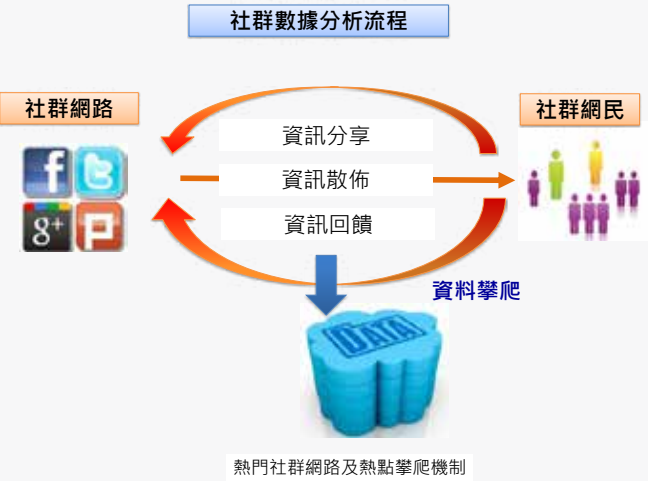 社群數據分析流程
社群網路
社群網民
資訊分享
資訊散佈
資訊回饋
f
t
8+
P
資料攀爬
DATA
熱門社群網路及熱點攀爬機制